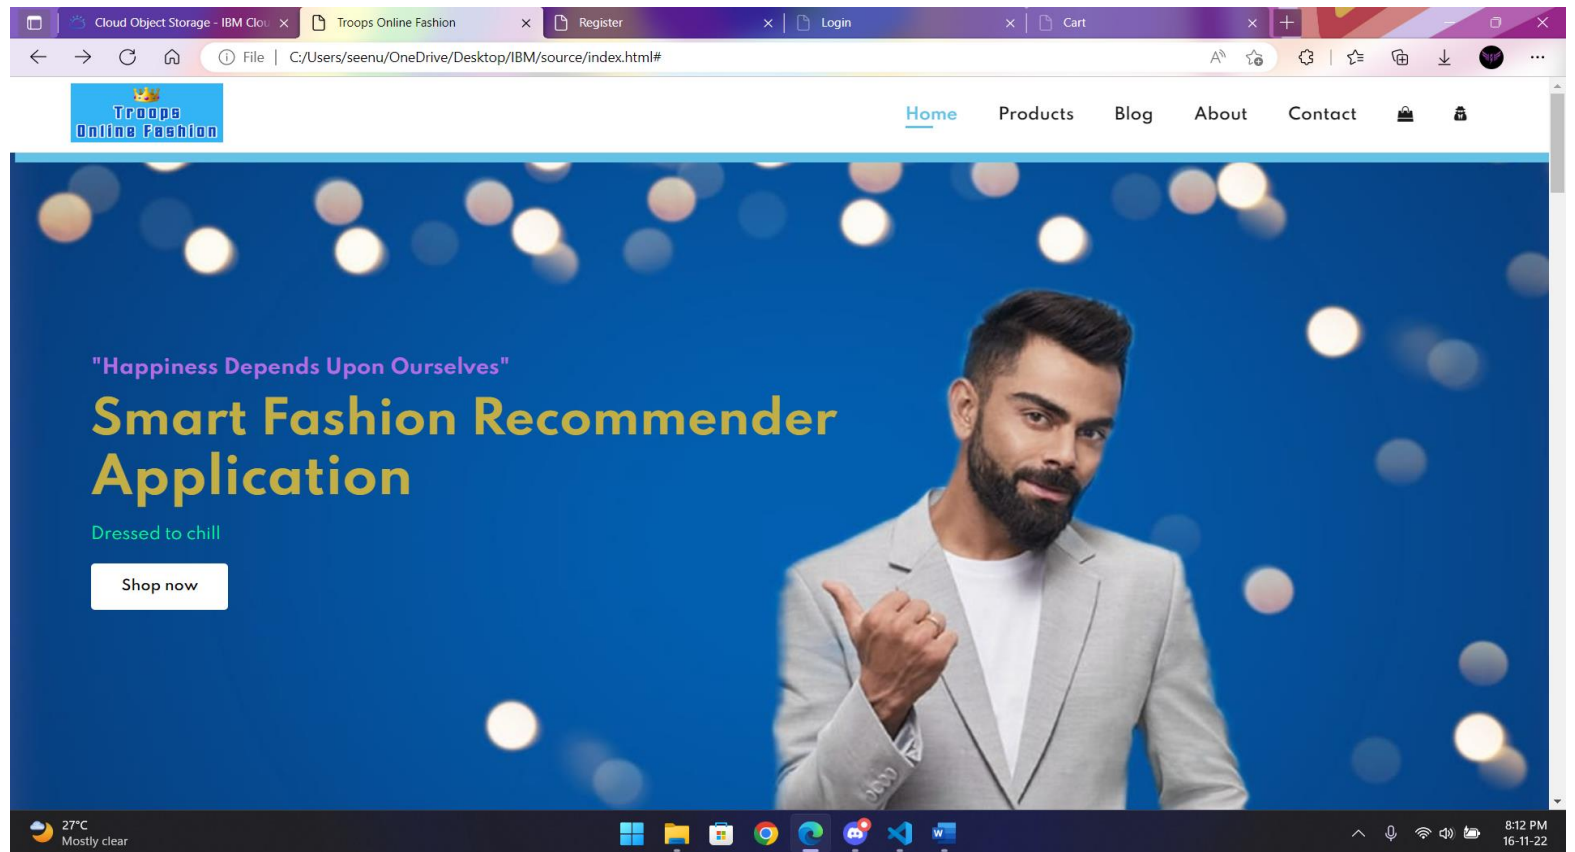 Cloud Object Storage - IBM Clou
Troops Online Fashion
Register
Login
Cart
File
C:/Users/seenu/OneDrive/Desktop/IBM/source/index.html#
Troops
Online Fashion
Home
Products
Blog
About
Contact
"Happiness Depends Upon Ourselves"
Smart Fashion Recommender
Application
Dressed to chill
Shop now
27°C
Mostly clear
8:12 PM
16-11-22